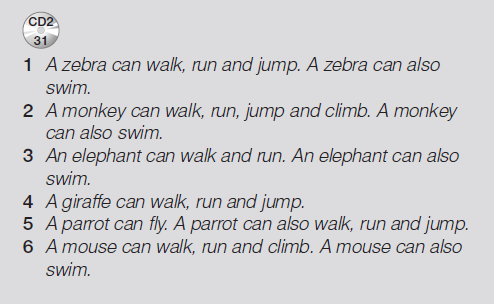 CD2
31
1 A zebra can walk, run and jump. A zebra can also
swim.
2 A monkey can walk, run, jump and climb. A monkey
can also swim.
3 An elephant can walk and run. An elephant can also
swim.
4 A giraffe can walk, run and jump.
5 A parrot can fly. A parrot can also walk, run and jump.
6 A mouse can walk, run and climb. A mouse can also
swim.